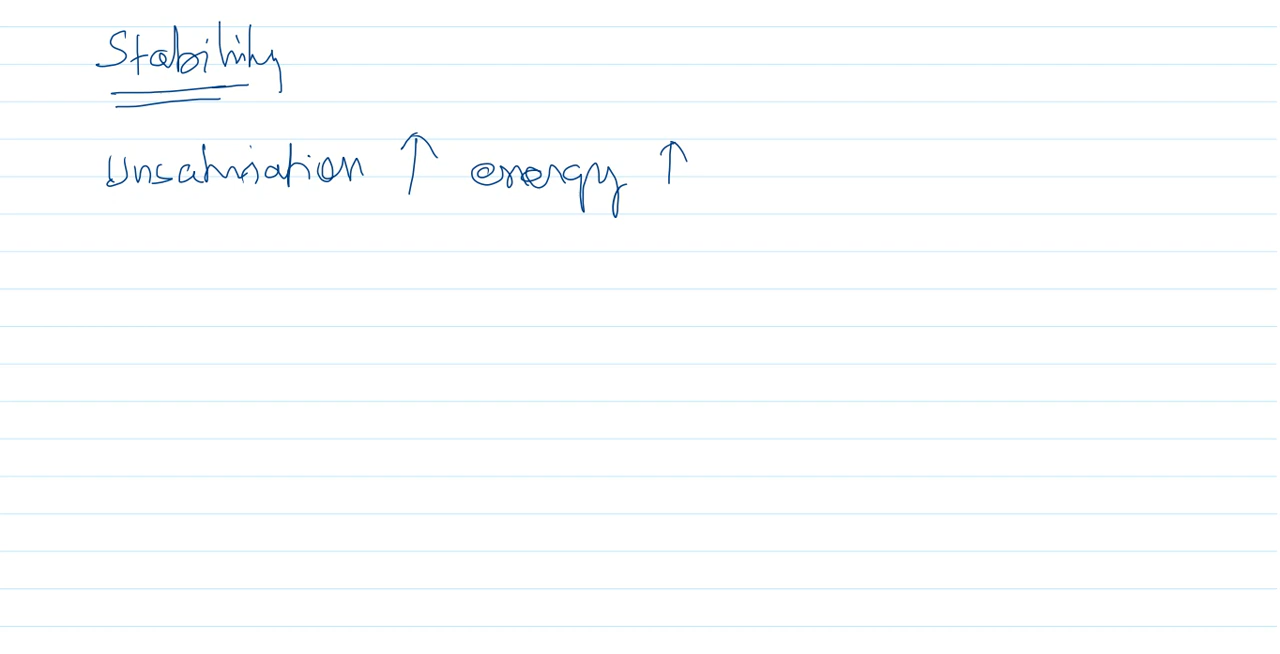 Stability
Unsaturation ↑ energy ↑